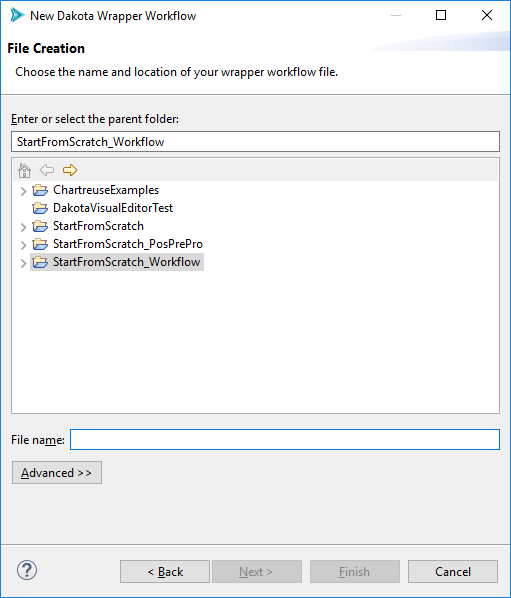 New Dakota Wrapper Workflow
File Creation
Choose the name and location of your wrapper workflow file.
Enter or select the parent folder:
StartFromScratch_Workflow
ChartreuseExamples
DakotaVisualEditorTest
StartFromScratch
StartFromScratch_PosPrePro
StartFromScratch_Workflow
File name:
Advanced >>
? < Back Next > Finish Cancel